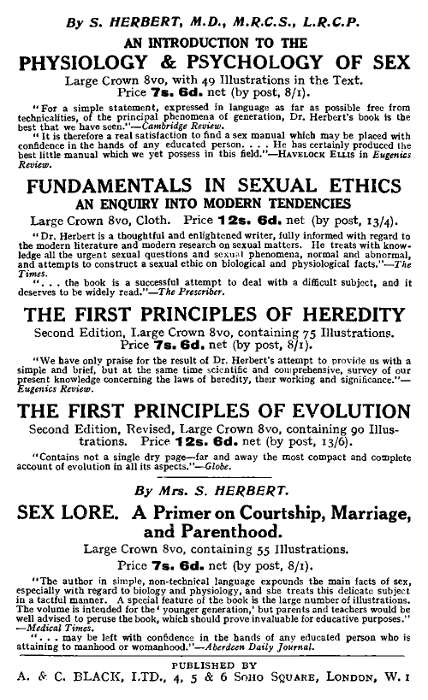 By S. HERBERT, M.D., M.R.C.S., L.R.C.P.
AN INTRODUCTION TO THE
PHYSIOLOGY & PSYCHOLOGY OF SEX
Large Crown 8vo, with 49 Illustrations in the Text.
Price 7s. 6d. net (by post, 8/1).
"For a simple statement, expressed in language as far as possible free from
technicalities, of the principal phenomena of generation, Dr. Herbert's book is the
best that we have seen."—Cambridge Review.
"It is therefore a real satisfaction to find a sex manual which may be placed with
confidence in the hands of any educated person. . . . He has certainly produced the
best little manual which we yet possess in this field."—HAVELOCK ELLIS in Eugenics
Review.
FUNDAMENTALS IN SEXUAL ETHICS
AN ENQUIRY INTO MODERN TENDENCIES
Large Crown 8vo, Cloth. Price 12s. 6d. net (by post, 13/4).
"Dr. Herbert is a thoughtful and enlightened writer, fully informed with regard to
the modern literature and modern research on sexual matters. He treats with know-
ledge all the urgent sexual questions and sexual phenomena, normal and abnormal,
and attempts to construct a sexual ethic on biological and physiological facts."—The
Times.
". . . the book is a successful attempt to deal with a difficult subject, and it
deserves to be widely read."—The Prescriber.
THE FIRST PRINCIPLES OF HEREDITY
Second Edition, Large Crown 8vo, containing 75 Illustrations.
Price 7s. 6d. net (by post, 8/1).
"We have only praise for the result of Dr. Herbert's attempt to provide us with a
simple and brief, but at the same time scientific and comprehensive, survey of our
present knowledge concerning the laws of heredity, their working and significance."—
Eugenics Review.
THE FIRST PRINCIPLES OF EVOLUTION
Second Edition, Revised, Large Crown 8vo, containing 90 Illus-
trations. Price 12s. 6d. net (by post, 13/6).
"Contains not a single dry page—far and away the most compact and complete
account of evolution in all its aspects."—Globe.
By Mrs. S. HERBERT.
SEX LORE. A Primer on Courtship, Marriage,
and Parenthood.
Large Crown 8vo, containing 55 Illustrations.
Price 7s. 6d. net (by post, 8/1).
"The author in simple, non-technical language expounds the main facts of sex,
especially with regard to biology and physiology, and she treats this delicate subject
in a tactful manner. A special feature of the book is the large number of illustrations.
The volume is intended for the 'younger generation,' but parents and teachers would be
well advised to peruse the book, which should prove invaluable for educative purposes."
—Medical Times.
". . . may be left with confidence in the hands of any educated person who is
attaining to manhood or womanhood."—Aberdeen Daily Journal.
PUBLISHED BY
A. & C. BLACK, LTD., 4, 5 & 6 SOHO SQUARE, LONDON, W. 1